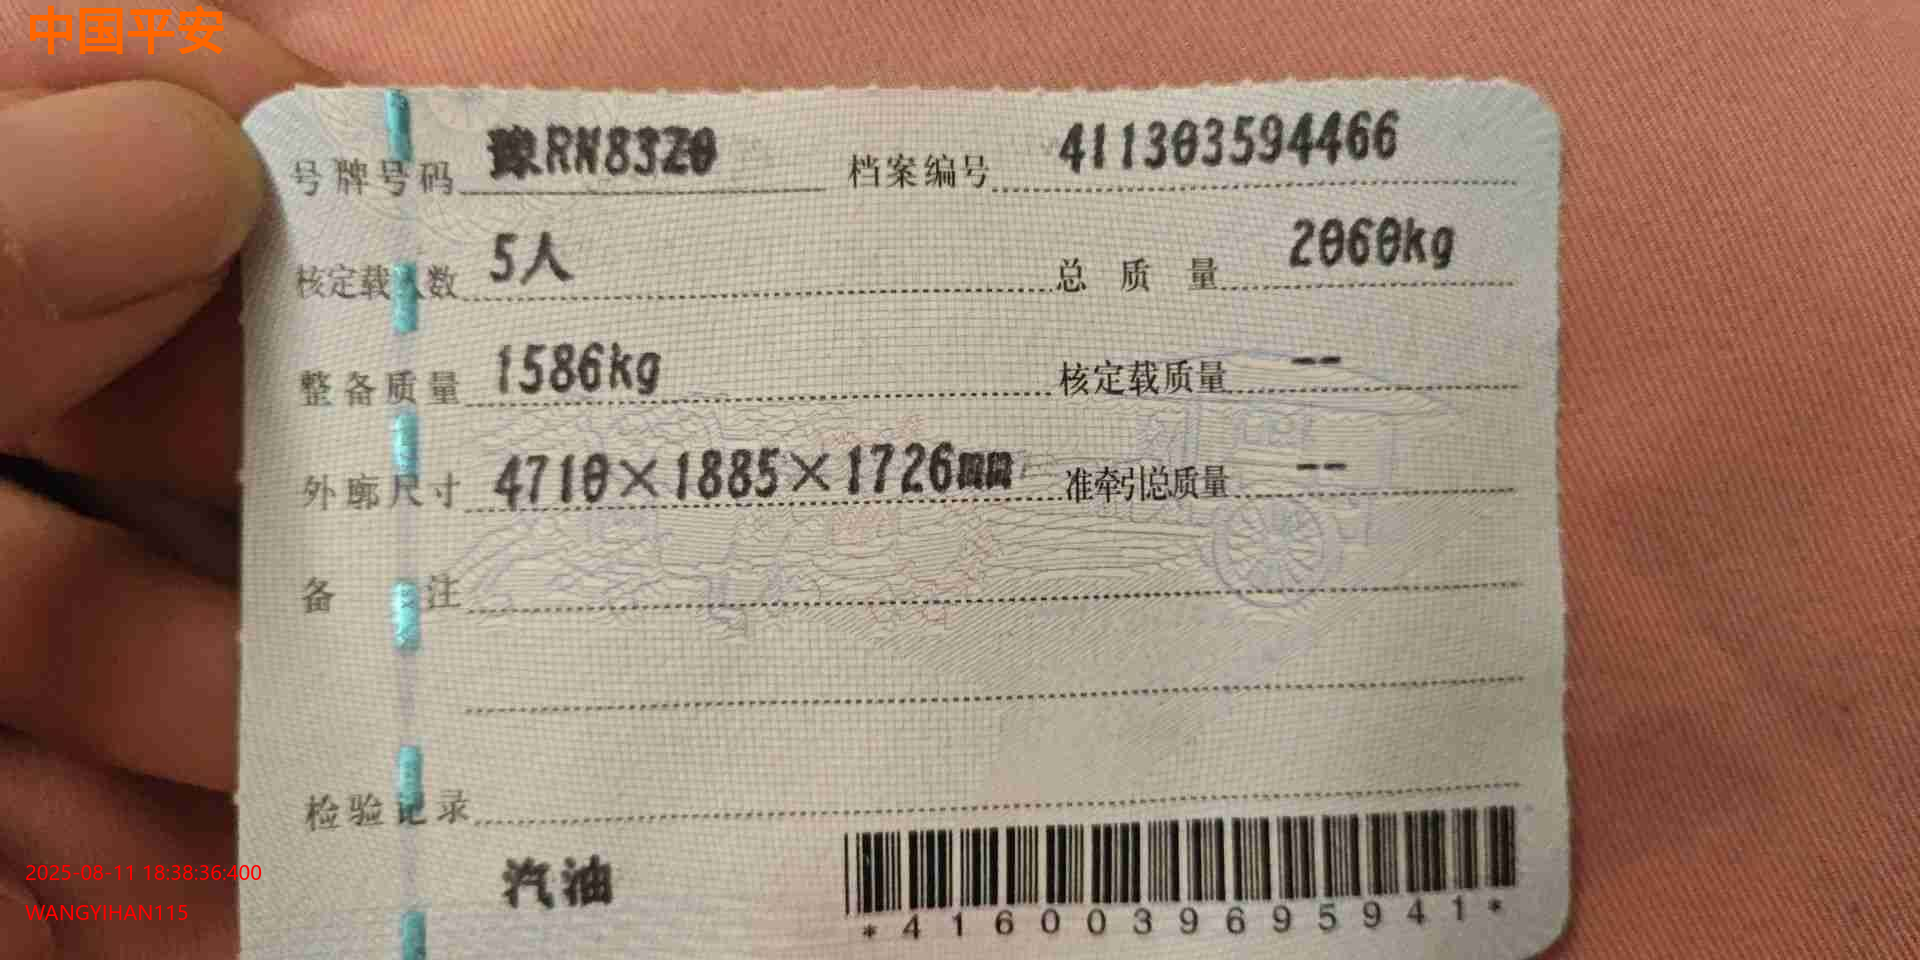 中国平安
号牌号码 豫RN83Z0 档案编号 411303594466
核定载人数 5人 总质量 2060kg
整备质量 1586kg 核定载质量 --
外廓尺寸 4710×1885×1726mm 准牵引总质量 --
备注
检验记录
汽油
*4160039695941*
2025-08-11 18:38:36:400
WANGYIHAN115